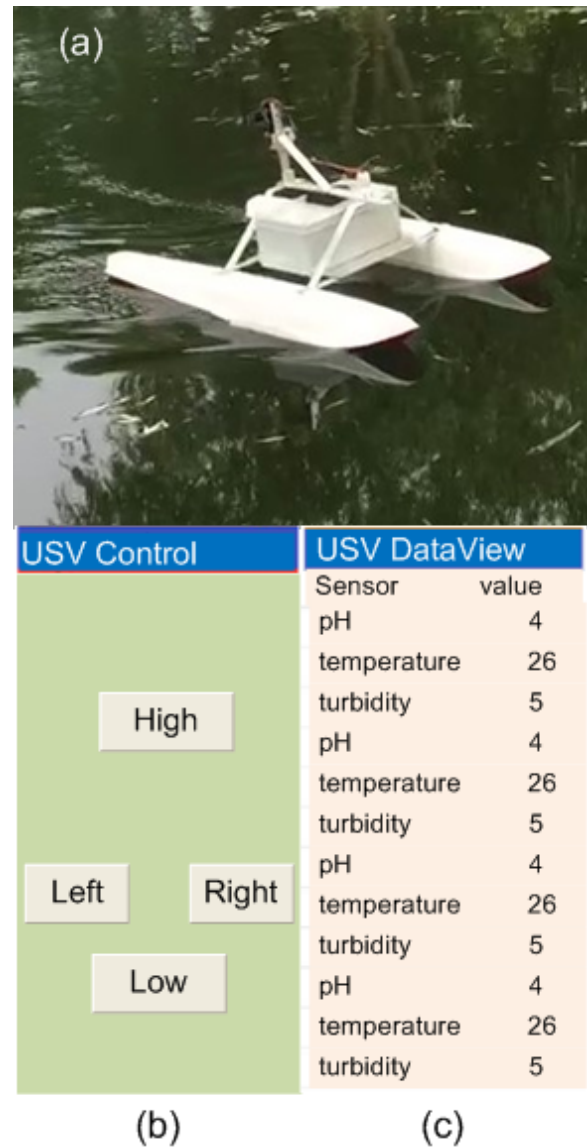 (a)
USV Control
High
Left Right
Low
USV DataView
Sensor value
pH 4
temperature 26
turbidity 5
pH 4
temperature 26
turbidity 5
pH 4
temperature 26
turbidity 5
pH 4
temperature 26
turbidity 5
(b) (c)